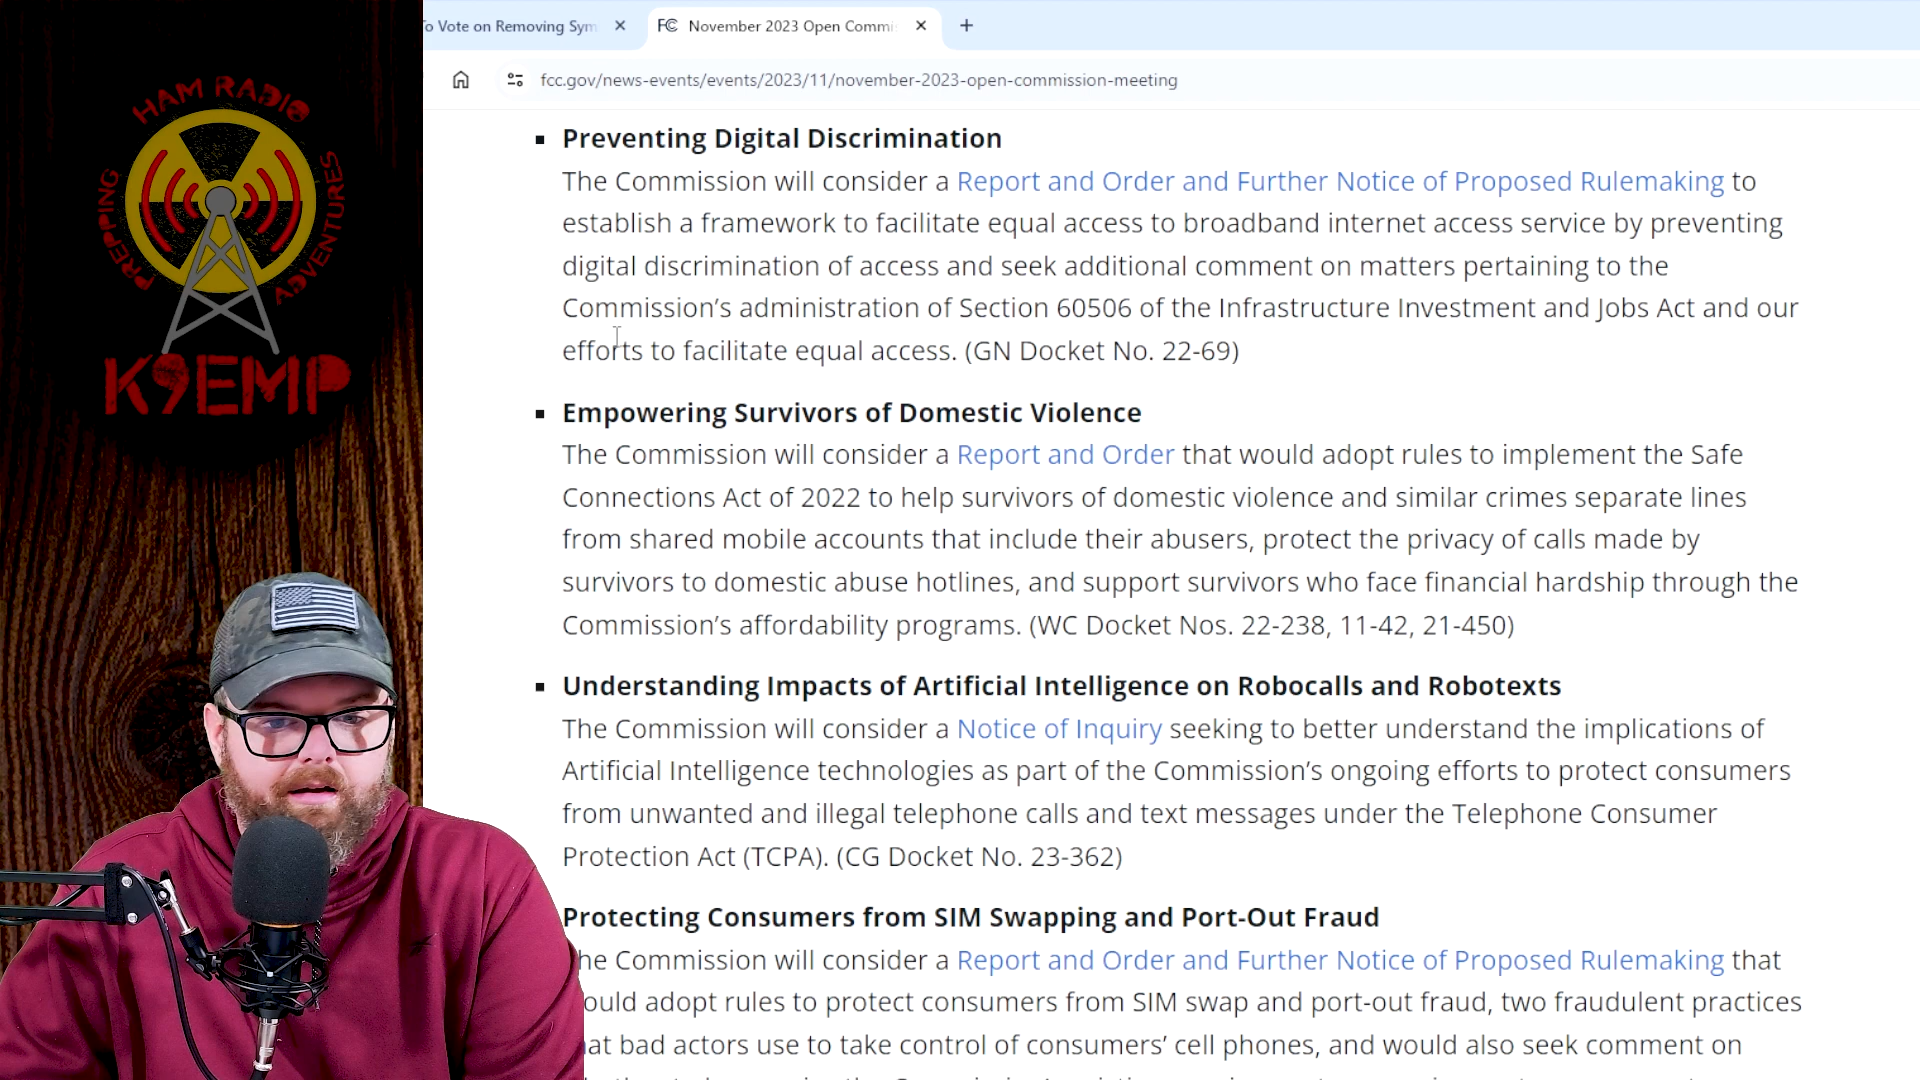 To Vote on Removing Sym
FC November 2023 Open Commi
fcc.gov/news-events/events/2023/11/november-2023-open-commission-meeting
HAM RADIO
PREPPING
ADVENTURES
K9EMP
Preventing Digital Discrimination
The Commission will consider a Report and Order and Further Notice of Proposed Rulemaking to
establish a framework to facilitate equal access to broadband internet access service by preventing
digital discrimination of access and seek additional comment on matters pertaining to the
Commission’s administration of Section 60506 of the Infrastructure Investment and Jobs Act and our
efforts to facilitate equal access. (GN Docket No. 22-69)
Empowering Survivors of Domestic Violence
The Commission will consider a Report and Order that would adopt rules to implement the Safe
Connections Act of 2022 to help survivors of domestic violence and similar crimes separate lines
from shared mobile accounts that include their abusers, protect the privacy of calls made by
survivors to domestic abuse hotlines, and support survivors who face financial hardship through the
Commission’s affordability programs. (WC Docket Nos. 22-238, 11-42, 21-450)
Understanding Impacts of Artificial Intelligence on Robocalls and Robotexts
The Commission will consider a Notice of Inquiry seeking to better understand the implications of
Artificial Intelligence technologies as part of the Commission’s ongoing efforts to protect consumers
from unwanted and illegal telephone calls and text messages under the Telephone Consumer
Protection Act (TCPA). (CG Docket No. 23-362)
Protecting Consumers from SIM Swapping and Port-Out Fraud
he Commission will consider a Report and Order and Further Notice of Proposed Rulemaking that
ould adopt rules to protect consumers from SIM swap and port-out fraud, two fraudulent practices
at bad actors use to take control of consumers’ cell phones, and would also seek comment on